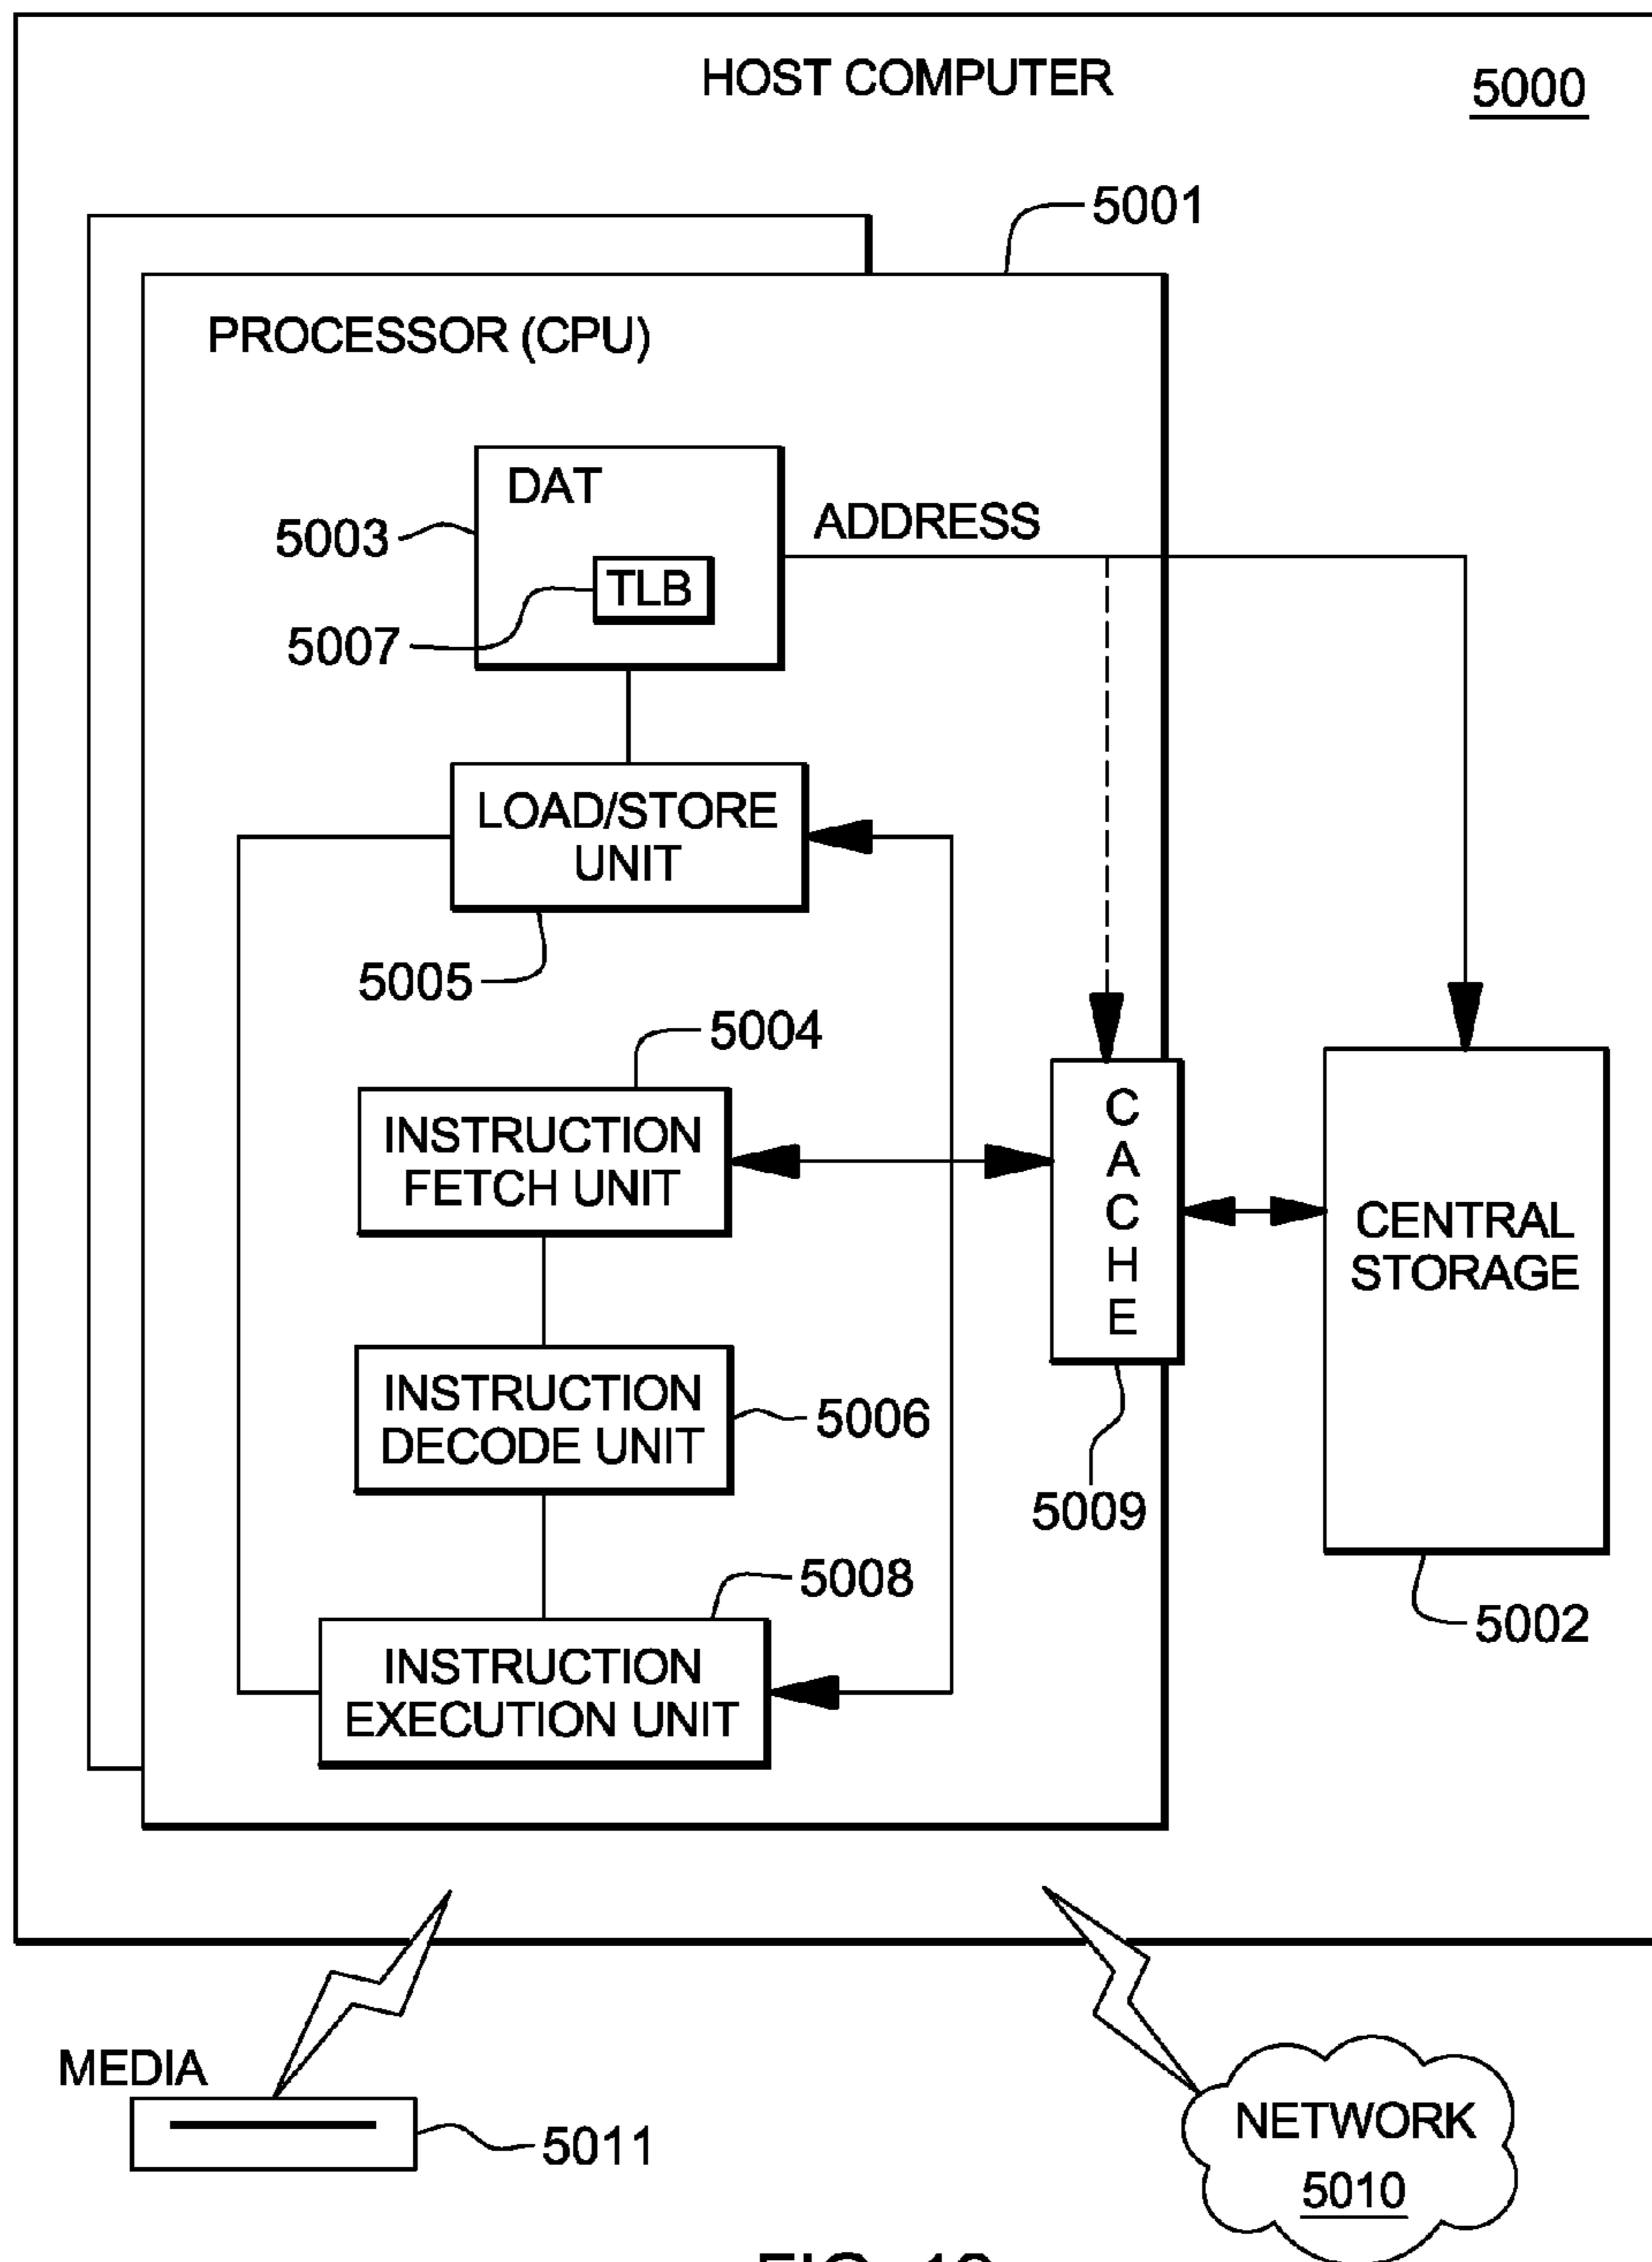 HOST COMPUTER
5000
5001
PROCESSOR (CPU)
DAT
5003
ADDRESS
TLB
5007
LOAD/STORE
UNIT
5005
5004
INSTRUCTION
FETCH UNIT
CACHE
CENTRAL
STORAGE
INSTRUCTION
DECODE UNIT
5006
5009
5008
5002
INSTRUCTION
EXECUTION UNIT
MEDIA
5011
NETWORK
5010